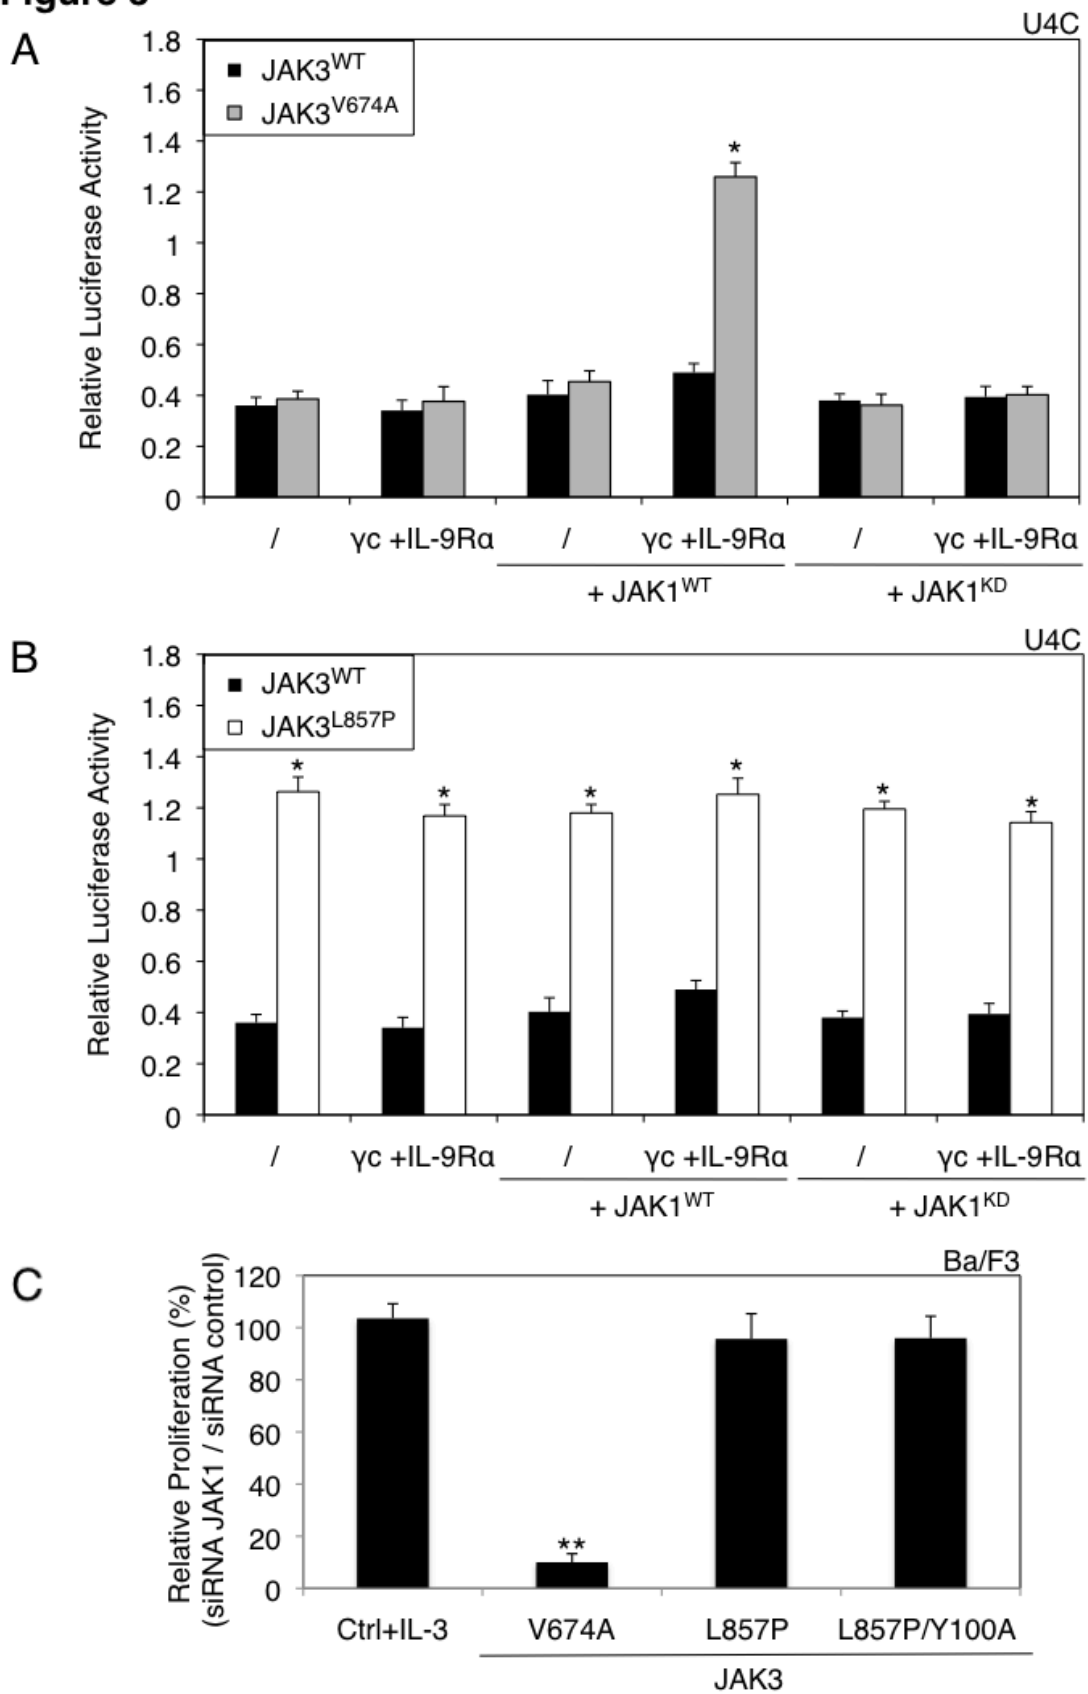 A
U4C
JAK3WT
JAK3V674A
Relative Luciferase Activity
1.8
1.6
1.4
1.2
1
0.8
0.6
0.4
0.2
0
*
/
γc +IL-9Rα
/
γc +IL-9Rα
/
γc +IL-9Rα
+ JAK1WT
+ JAK1KD
B
U4C
JAK3WT
JAK3L857P
Relative Luciferase Activity
1.8
1.6
1.4
1.2
1
0.8
0.6
0.4
0.2
0
*
*
*
*
*
*
/
γc +IL-9Rα
/
γc +IL-9Rα
/
γc +IL-9Rα
+ JAK1WT
+ JAK1KD
C
Ba/F3
Relative Proliferation (%)
(siRNA JAK1 / siRNA control)
120
100
80
60
40
20
0
**
Ctrl+IL-3
V674A
L857P
L857P/Y100A
JAK3